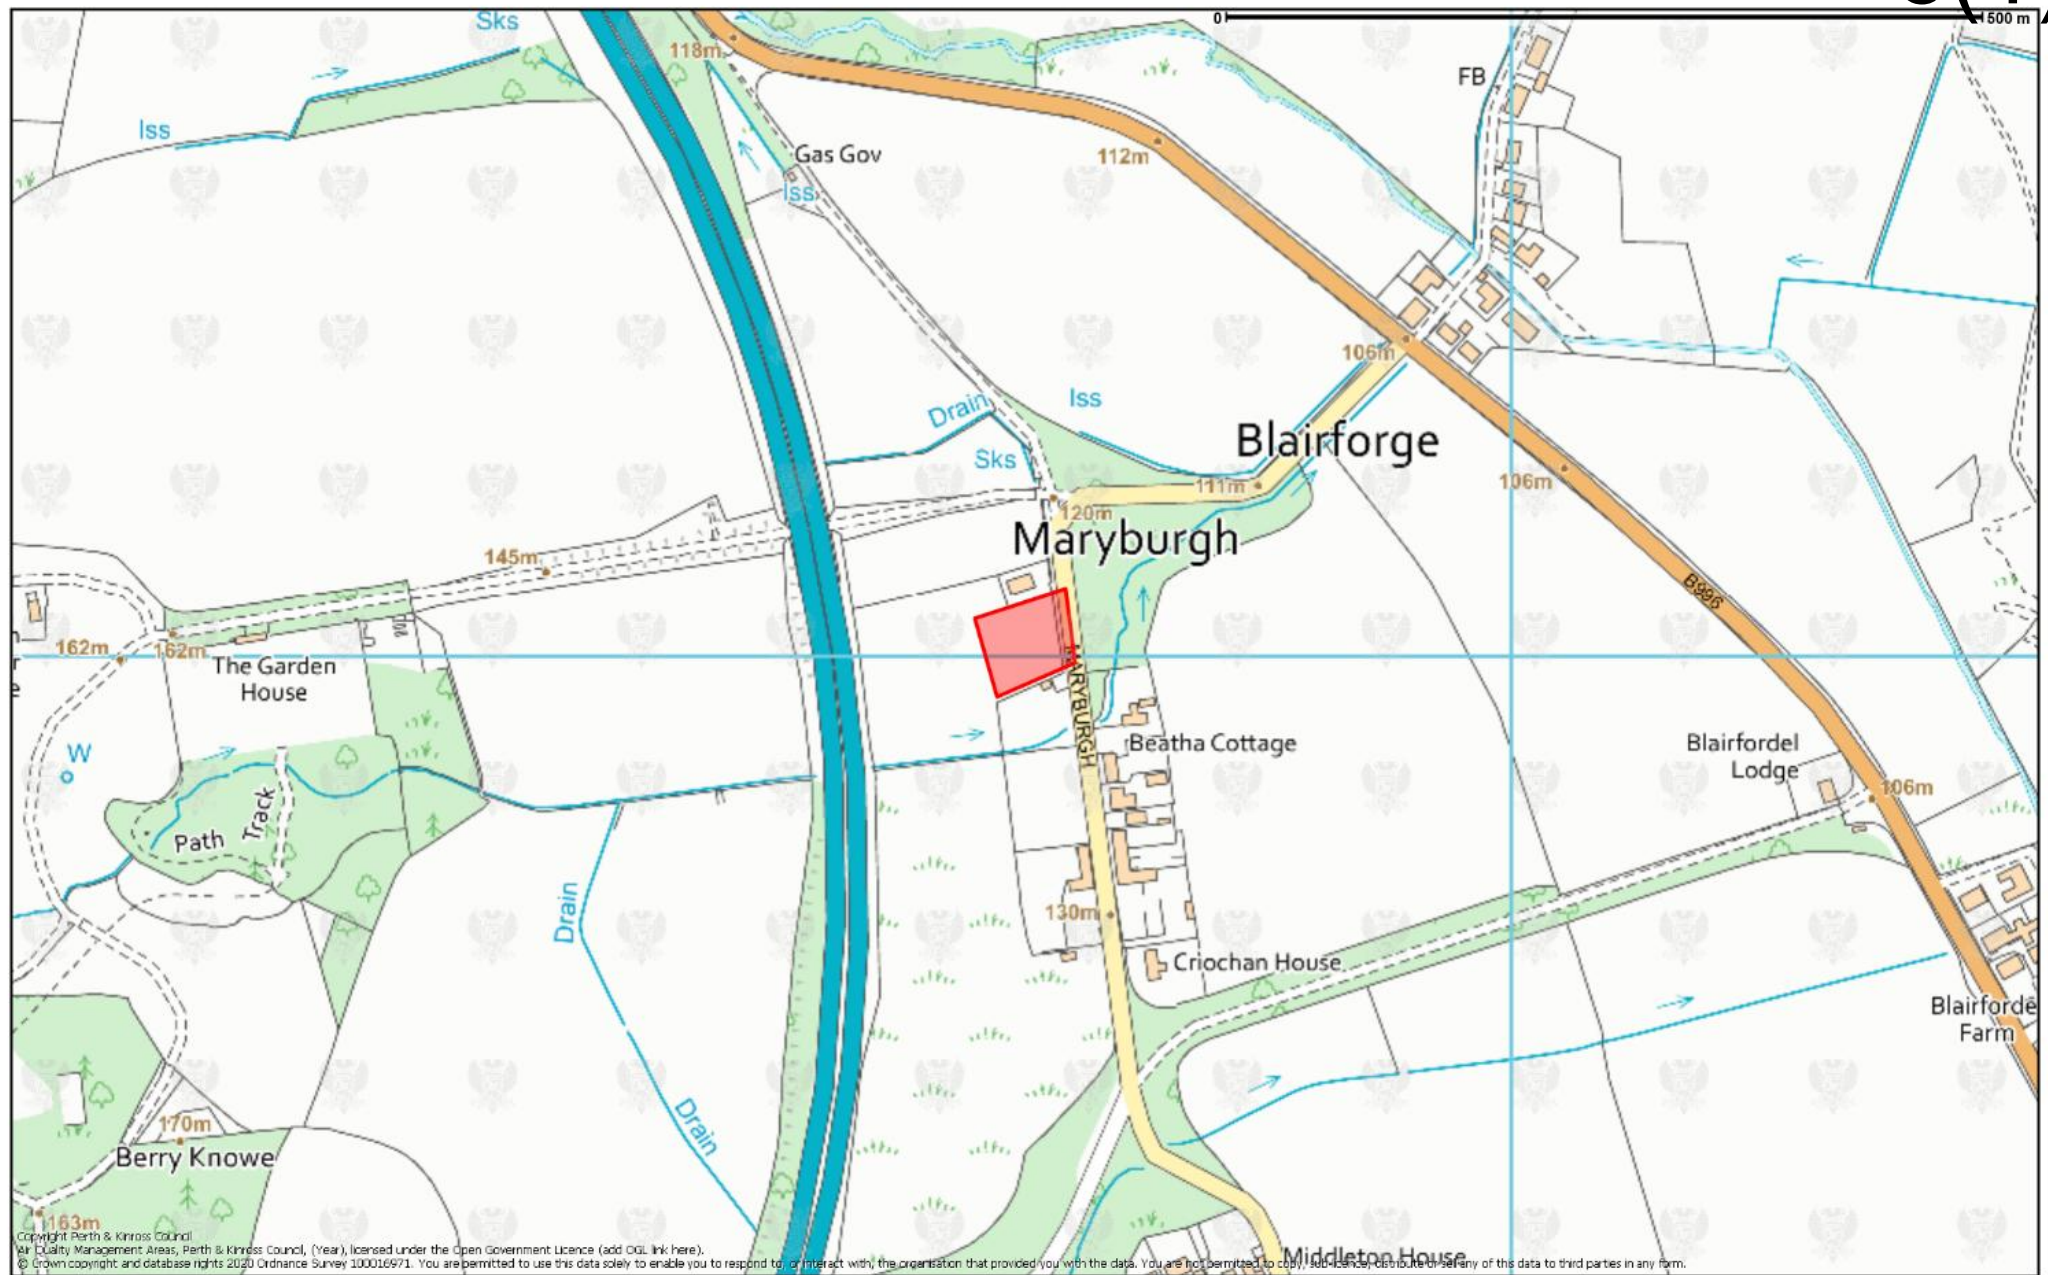 0
500 m
Sks
118m
FB
Iss
Gas Gov
112m
Iss
106m
Drain
Iss
Blairforge
Sks
111m
106m
120m
Maryburgh
145m
B996
162m
162m
The Garden
House
MARYBURGH
W
Beatha Cottage
Blairfordel
Lodge
106m
Track
Path
Drain
130m
Criochan House
Blairforde
Farm
Drain
170m
Berry Knowe
163m
Middleton House
Copyright Perth & Kinross Council
Air Quality Management Areas, Perth & Kinross Council, (Year), licensed under the Open Government Licence (add OGL link here).
© Crown copyright and database rights 2020 Ordnance Survey 100016971. You are permitted to use this data solely to enable you to respond to, or interact with, the organisation that provided you with the data. You are not permitted to copy, sub-licence, distribute or sell any of this data to third parties in any form.